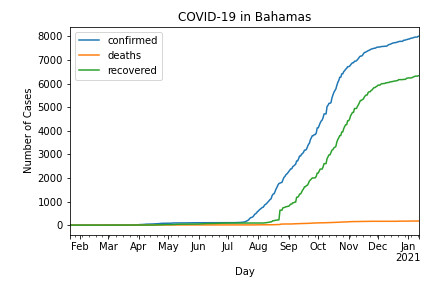 COVID-19 in Bahamas
confirmed
deaths
recovered
Number of Cases
8000
7000
6000
5000
4000
3000
2000
1000
0
Feb Mar Apr May Jun Jul Aug Sep Oct Nov Dec Jan
2021
Day